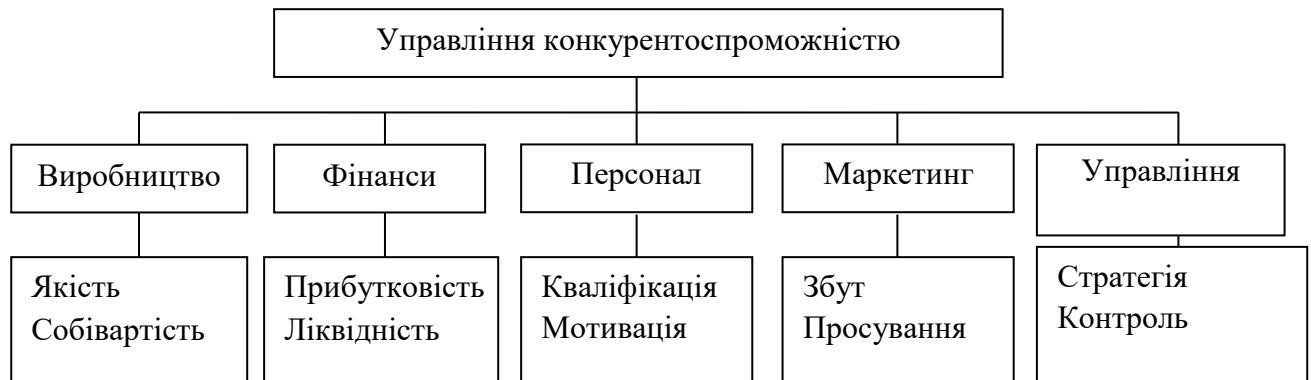 Управління конкурентоспроможністю
Виробництво
Фінанси
Персонал
Маркетинг
Управління
Якість
Собівартість
Прибутковість
Ліквідність
Кваліфікація
Мотивація
Збут
Просування
Стратегія
Контроль